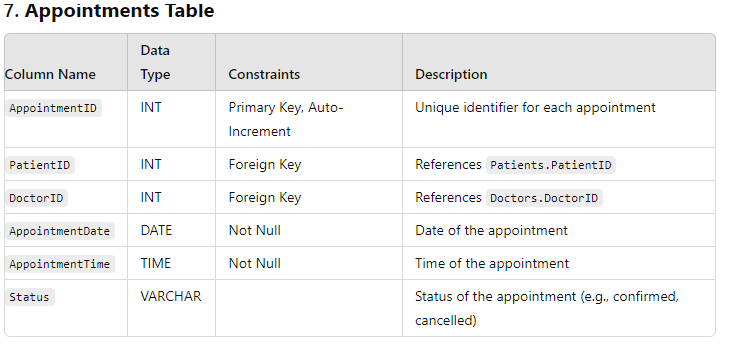 7. Appointments Table
Column Name Data Type Constraints Description
AppointmentID INT Primary Key, Auto-Increment Unique identifier for each appointment
PatientID INT Foreign Key References Patients.PatientID
DoctorID INT Foreign Key References Doctors.DoctorID
AppointmentDate DATE Not Null Date of the appointment
AppointmentTime TIME Not Null Time of the appointment
Status VARCHAR Status of the appointment (e.g., confirmed, cancelled)